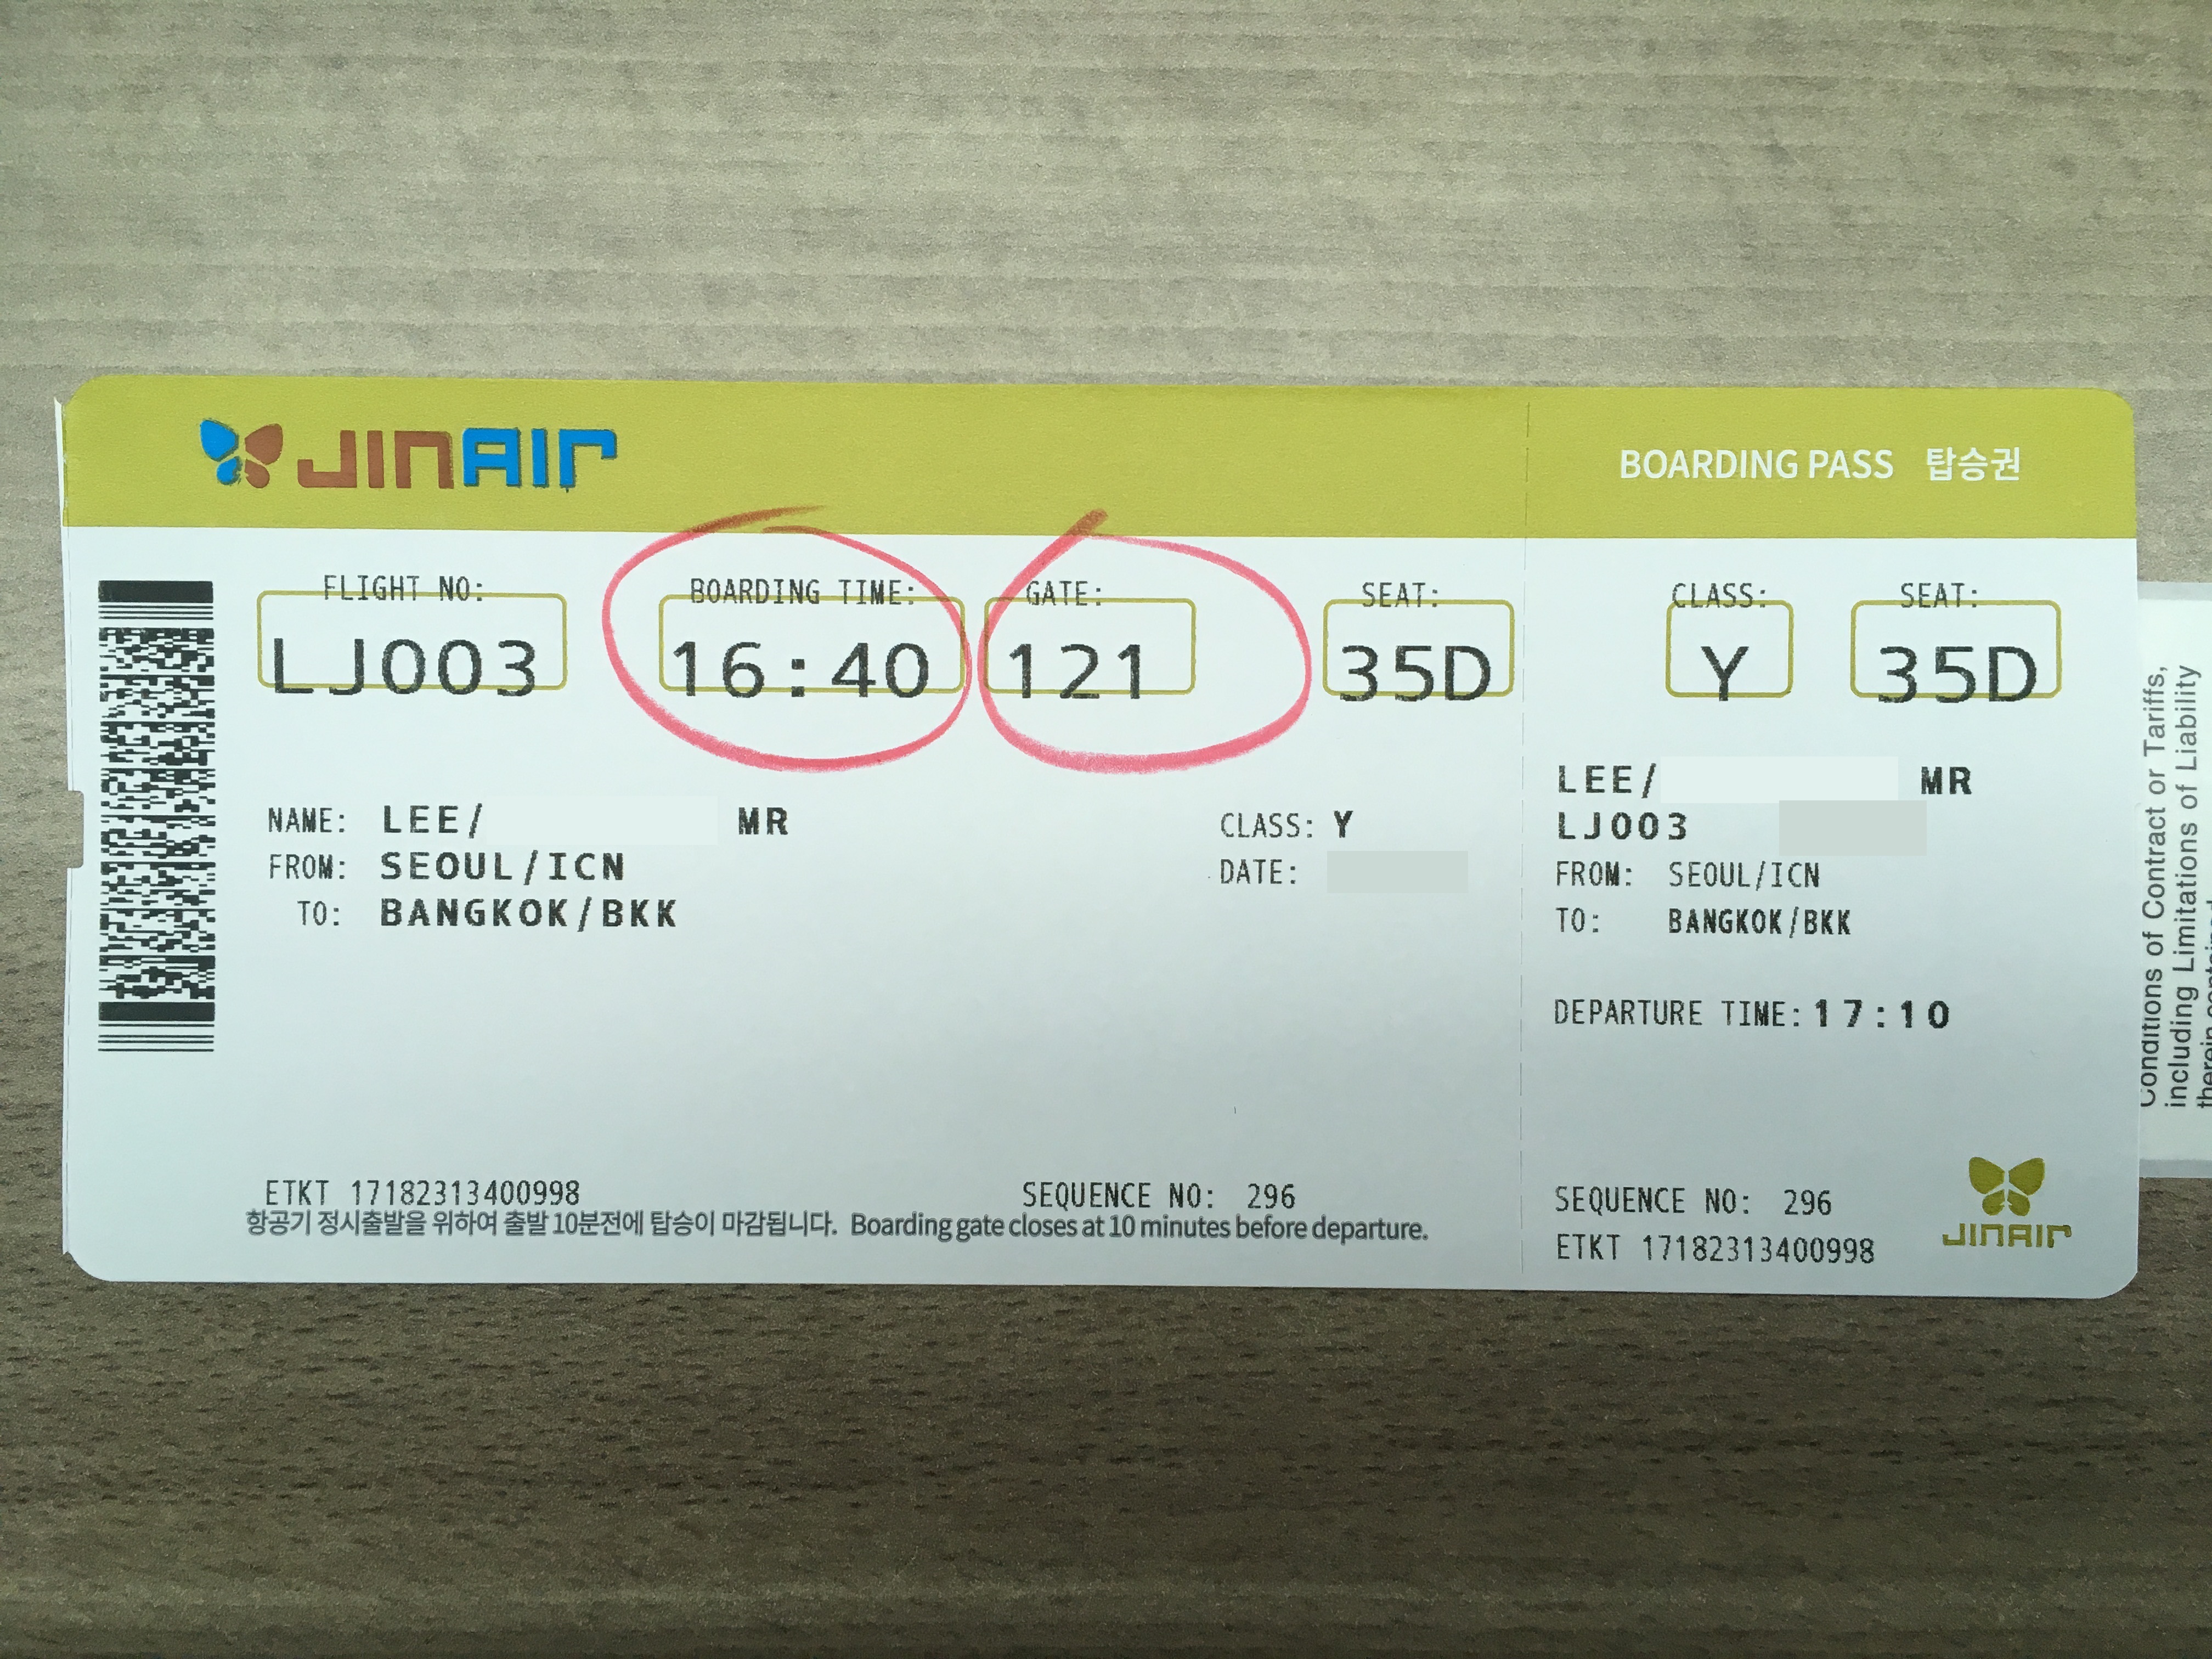 JINAIR
BOARDING PASS 탑승권
FLIGHT NO: BOARDING TIME: GATE: SEAT:
LJ003 16:40 121 35D
NAME: LEE/ MR
CLASS: Y
FROM: SEOUL/ICN
DATE:
TO: BANGKOK/BKK
ETKT 17182313400998
SEQUENCE NO: 296
항공기 정시출발을 위하여 출발 10분전에 탑승이 마감됩니다. Boarding gate closes at 10 minutes before departure.
CLASS: SEAT:
Y 35D
LEE/ MR
LJ003
FROM: SEOUL/ICN
TO: BANGKOK/BKK
DEPARTURE TIME: 17:10
SEQUENCE NO: 296
ETKT 17182313400998
JINAIR
Conditions of Contract or Tariffs,
including Limitations of Liability
therein